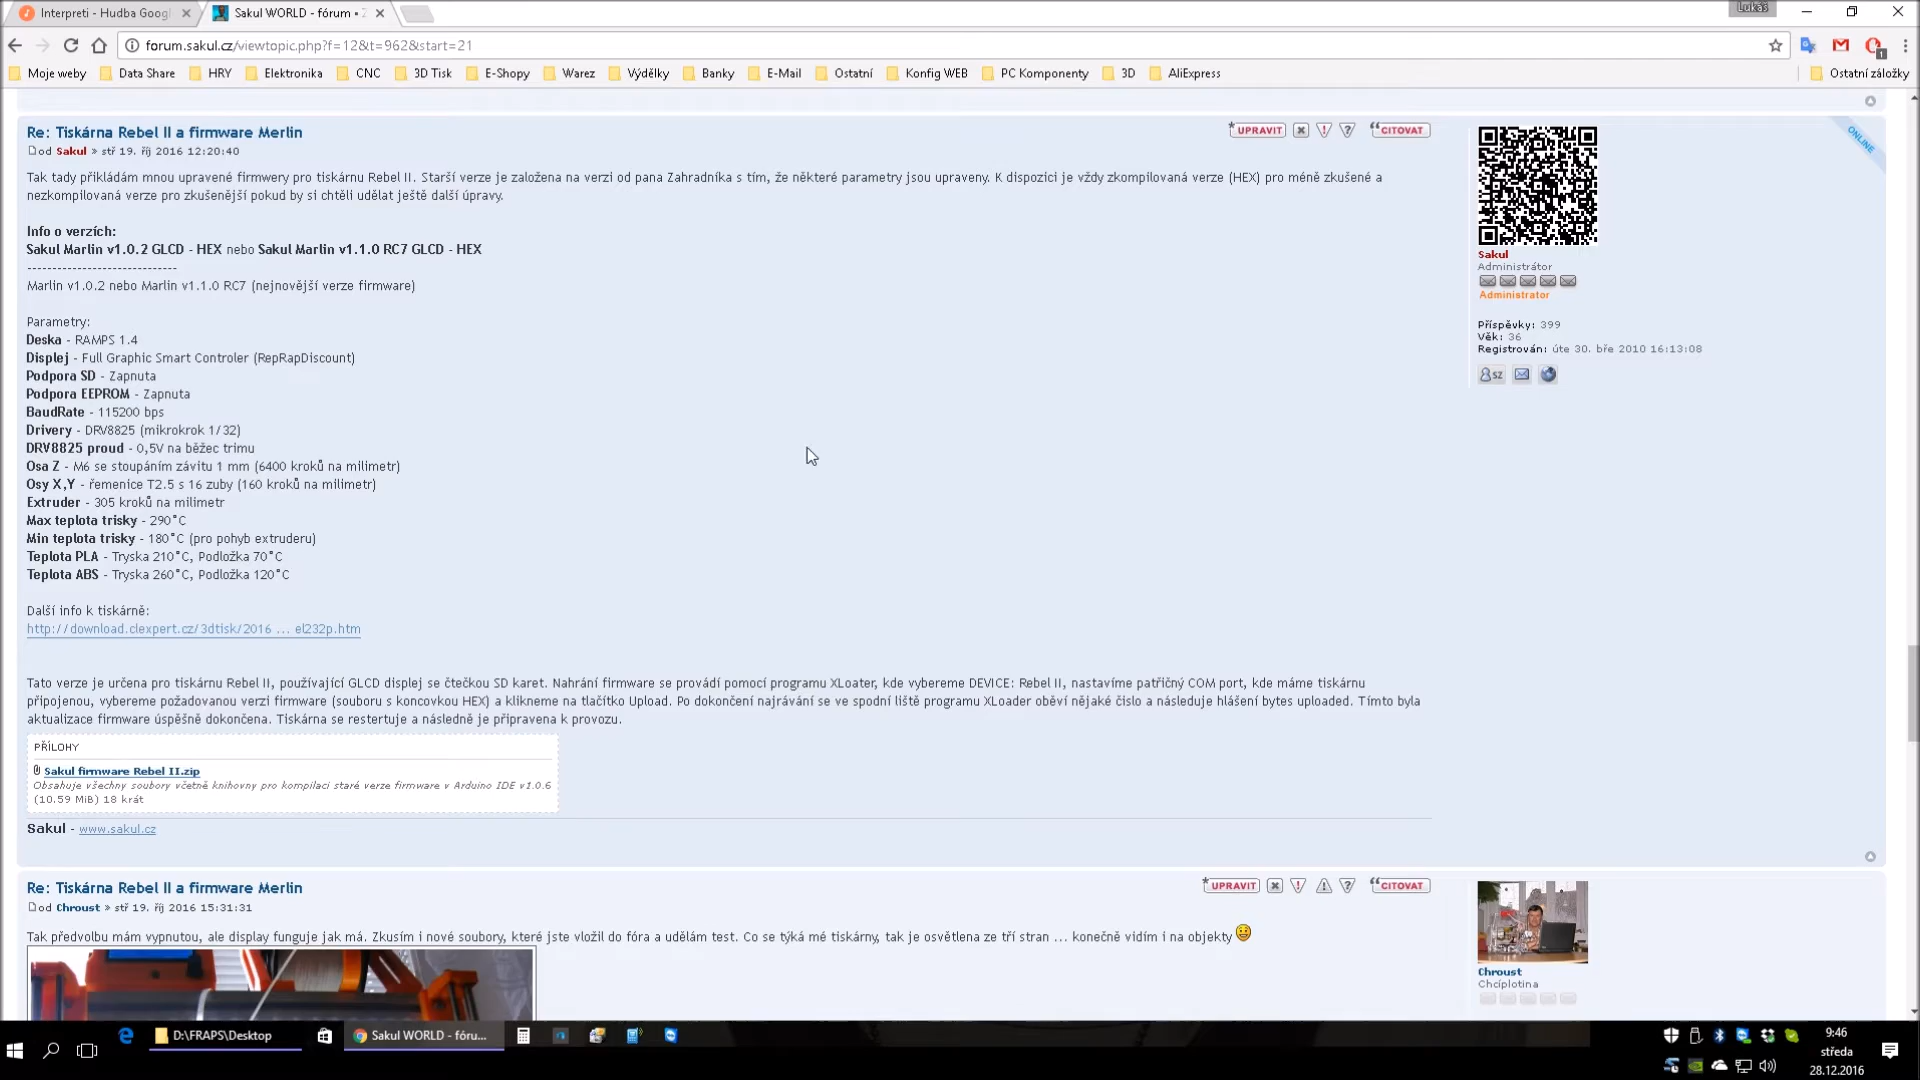 Interpreti - Hudba Goog
Sakul WORLD - fórum •
Lukáš
forum.sakul.cz/viewtopic.php?f=12&t=962&start=21
Moje weby
Data Share
HRY
Elektronika
CNC
3D Tisk
E-Shopy
Warez
Výdělky
Banky
E-Mail
Ostatní
Konfig WEB
PC Komponenty
3D
AliExpress
Ostatní záložky
Re: Tiskárna Rebel II a firmware Merlin
UPRAVIT
CITOVAT
ONLINE
od Sakul » stř 19. říj 2016 12:20:40
Tak tady přikládám mnou upravené firmwery pro tiskárnu Rebel II. Starší verze je založena na verzi od pana Zahradníka s tím, že některé parametry jsou upraveny. K dispozici je vždy zkompilovaná verze (HEX) pro méně zkušené a
nezkompilovaná verze pro zkušenější pokud by si chtěli udělat ještě další úpravy.
Info o verzích:
Sakul Marlin v1.0.2 GLCD - HEX nebo Sakul Marlin v1.1.0 RC7 GLCD - HEX
------------------------------
Marlin v1.0.2 nebo Marlin v1.1.0 RC7 (nejnovější verze firmware)
Parametry:
Deska - RAMPS 1.4
Displej - Full Graphic Smart Controler (RepRapDiscount)
Podpora SD - Zapnuta
Podpora EEPROM - Zapnuta
BaudRate - 115200 bps
Drivery - DRV8825 (mikrokrok 1/32)
DRV8825 proud - 0,5V na běžec trimu
Osa Z - M6 se stoupáním závitu 1 mm (6400 kroků na milimetr)
Osy X,Y - řemenice T2.5 s 16 zuby (160 kroků na milimetr)
Extruder - 305 kroků na milimetr
Max teplota trisky - 290°C
Min teplota trisky - 180°C (pro pohyb extruderu)
Teplota PLA - Tryska 210°C, Podložka 70°C
Teplota ABS - Tryska 260°C, Podložka 120°C
Další info k tiskárně:
http://download.clexpert.cz/3dtisk/2016 ... el232p.htm
Tato verze je určena pro tiskárnu Rebel II, používající GLCD displej se čtečkou SD karet. Nahrání firmware se provádí pomocí programu XLoater, kde vybereme DEVICE: Rebel II, nastavíme patřičný COM port, kde máme tiskárnu
připojenou, vybereme požadovanou verzi firmware (souboru s koncovkou HEX) a klikneme na tlačítko Upload. Po dokončení najrávání se ve spodní liště programu XLoader oběví nějaké čislo a následuje hlášení bytes uploaded. Tímto byla
aktualizace firmware úspěšně dokončena. Tiskárna se restertuje a následně je připravena k provozu.
PŘÍLOHY
Sakul firmware Rebel II.zip
Obsahuje všechny soubory včetně knihovny pro kompilaci staré verze firmware v Arduino IDE v1.0.6
(10.59 MiB) 18 krát
Sakul - www.sakul.cz
Sakul
Administrátor
Administrator
Příspěvky: 399
Věk: 36
Registrován: úte 30. bře 2010 16:13:08
SZ
Re: Tiskárna Rebel II a firmware Merlin
UPRAVIT
CITOVAT
od Chroust » stř 19. říj 2016 15:31:31
Tak předvolbu mám vypnutou, ale display funguje jak má. Zkusím i nové soubory, které jste vložil do fóra a udělám test. Co se týká mé tiskárny, tak je osvětlena ze tří stran ... konečně vidím i na objekty
Chroust
Chcíplotina
D:\FRAPS\Desktop
Sakul WORLD - fóru...
9:46
středa
28.12.2016